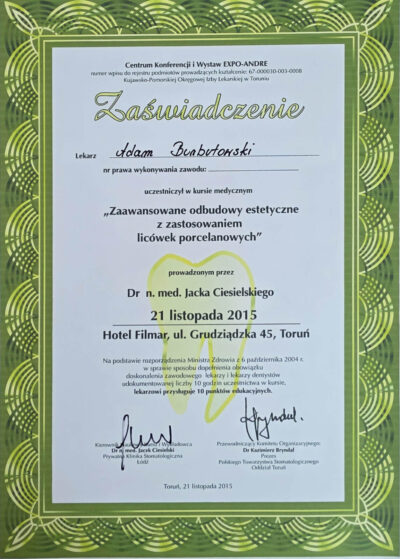 Centrum Konferencji i Wystaw EXPO-ANDRE
numer wpisu do rejestru podmiotów prowadzących kształcenie: 67-000030-003-0008
Kujawsko-Pomorskiej Okręgowej Izby Lekarskiej w Toruniu
Zaświadczenie
Lekarz Adam Burbutowski
nr prawa wykonywania zawodu:
uczestniczył w kursie medycznym
„Zaawansowane odbudowy estetyczne
z zastosowaniem
licówek porcelanowych”
prowadzonym przez
Dr n. med. Jacka Ciesielskiego
21 listopada 2015
Hotel Filmar, ul. Grudziądzka 45, Toruń
Na podstawie rozporządzenia Ministra Zdrowia z 6 października 2004 r.
w sprawie sposobu dopełnienia obowiązku
doskonalenia zawodowego lekarzy i lekarzy dentystów
udokumentowanej liczby 10 godzin uczestnictwa w kursie,
lekarzowi przysługuje 10 punktów edukacyjnych.
Kierownik
Dr n. med. Jacek Ciesielski
Prywatna Klinika Stomatologiczna
Łódź
Przewodniczący Komitetu Organizacyjnego:
Dr Kazimierz Bryndal
Prezes
Polskiego Towarzystwa Stomatologicznego
Oddział Toruń
Toruń, 21 listopada 2015